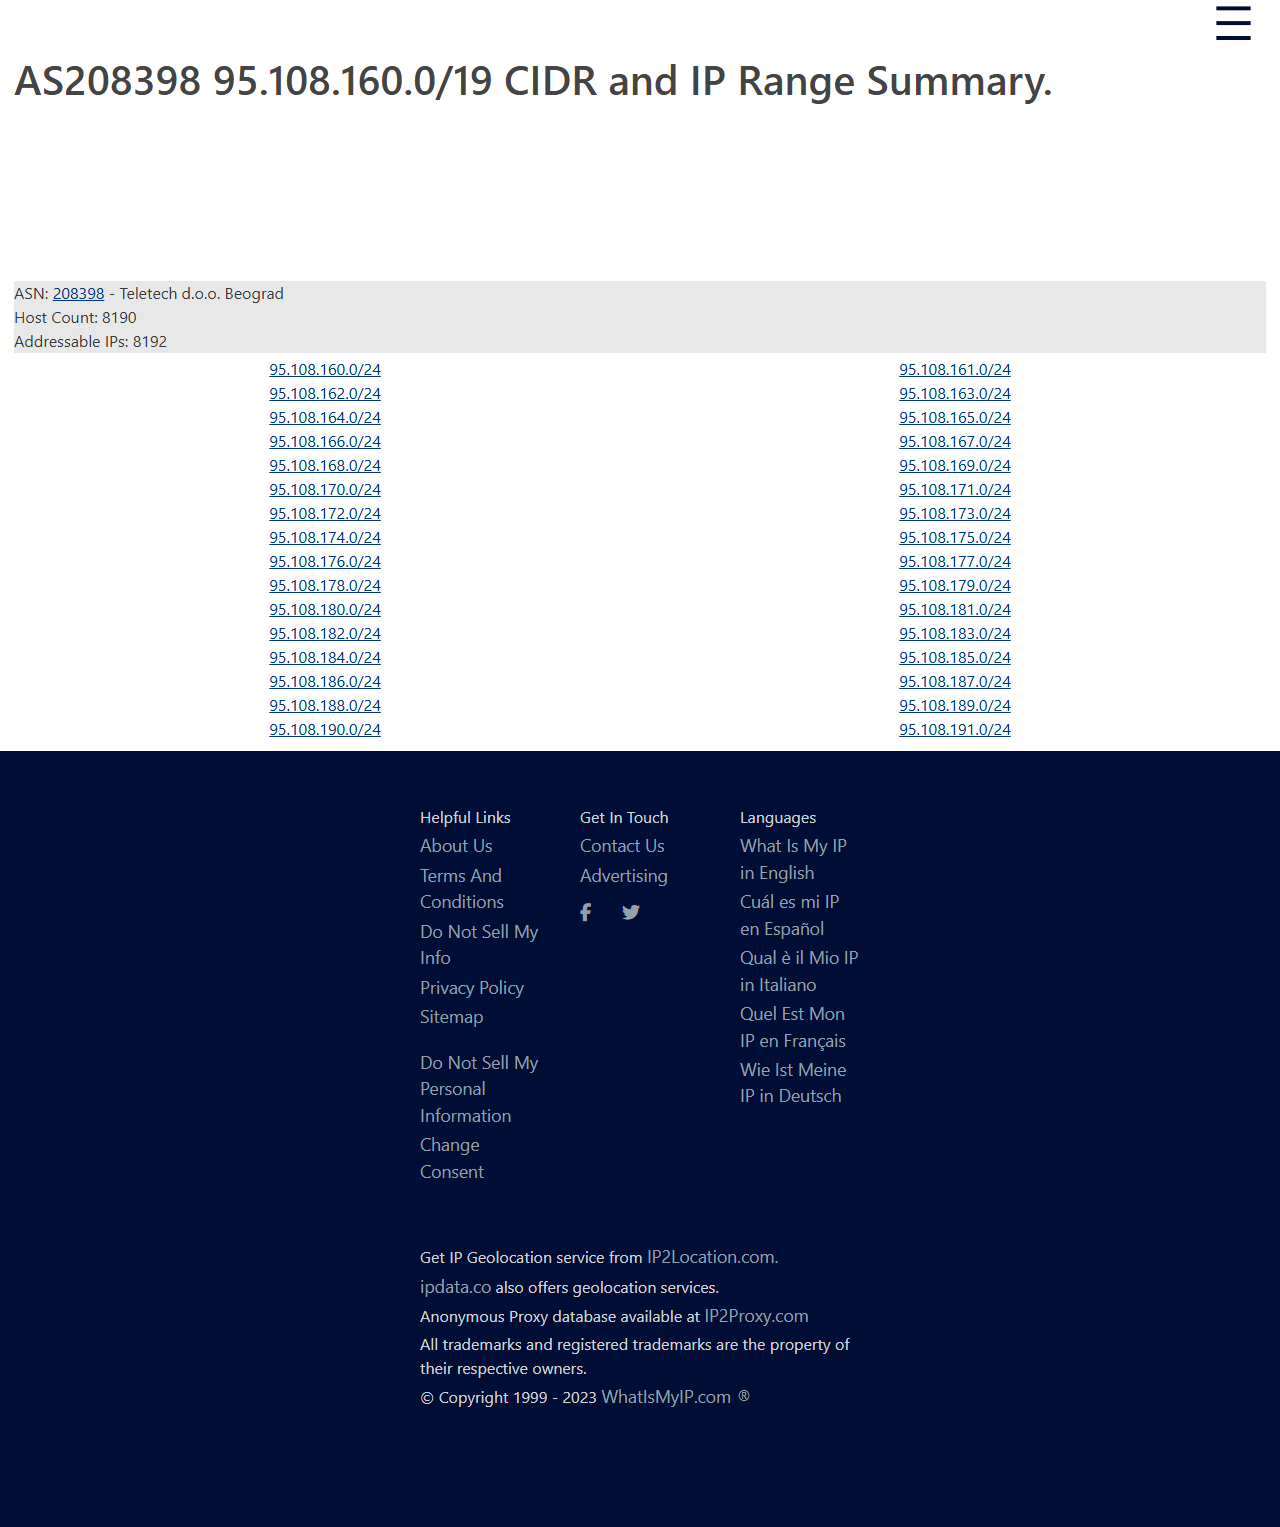 AS208398 95.108.160.0/19 CIDR and IP Range Summary.
ASN: 208398 - Teletech d.o.o. Beograd
Host Count: 8190
Addressable IPs: 8192
95.108.160.0/24 95.108.161.0/24
95.108.162.0/24 95.108.163.0/24
95.108.164.0/24 95.108.165.0/24
95.108.166.0/24 95.108.167.0/24
95.108.168.0/24 95.108.169.0/24
95.108.170.0/24 95.108.171.0/24
95.108.172.0/24 95.108.173.0/24
95.108.174.0/24 95.108.175.0/24
95.108.176.0/24 95.108.177.0/24
95.108.178.0/24 95.108.179.0/24
95.108.180.0/24 95.108.181.0/24
95.108.182.0/24 95.108.183.0/24
95.108.184.0/24 95.108.185.0/24
95.108.186.0/24 95.108.187.0/24
95.108.188.0/24 95.108.189.0/24
95.108.190.0/24 95.108.191.0/24
Helpful Links
About Us
Terms And
Conditions
Do Not Sell My
Info
Privacy Policy
Sitemap
Do Not Sell My
Personal
Information
Change
Consent
Get In Touch
Contact Us
Advertising
Languages
What Is My IP
in English
Cuál es mi IP
en Español
Qual è il Mio IP
in Italiano
Quel Est Mon
IP en Français
Wie Ist Meine
IP in Deutsch
Get IP Geolocation service from IP2Location.com.
ipdata.co also offers geolocation services.
Anonymous Proxy database available at IP2Proxy.com
All trademarks and registered trademarks are the property of
their respective owners.
© Copyright 1999 - 2023 WhatIsMyIP.com ®